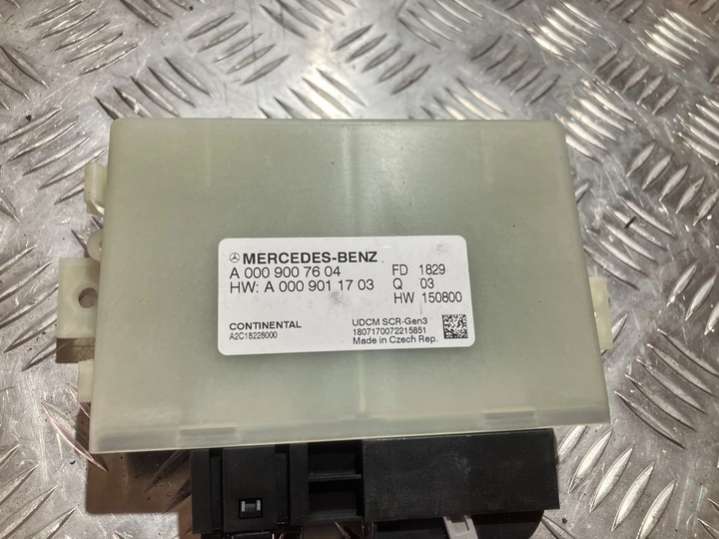 MERCEDES-BENZ
A 000 900 76 04 FD 1829
HW: A 000 901 17 03 Q 03
HW 150800
CONTINENTAL UDCM SCR-Gen3
A2C18228000 1807170072215851
Made in Czech Rep.